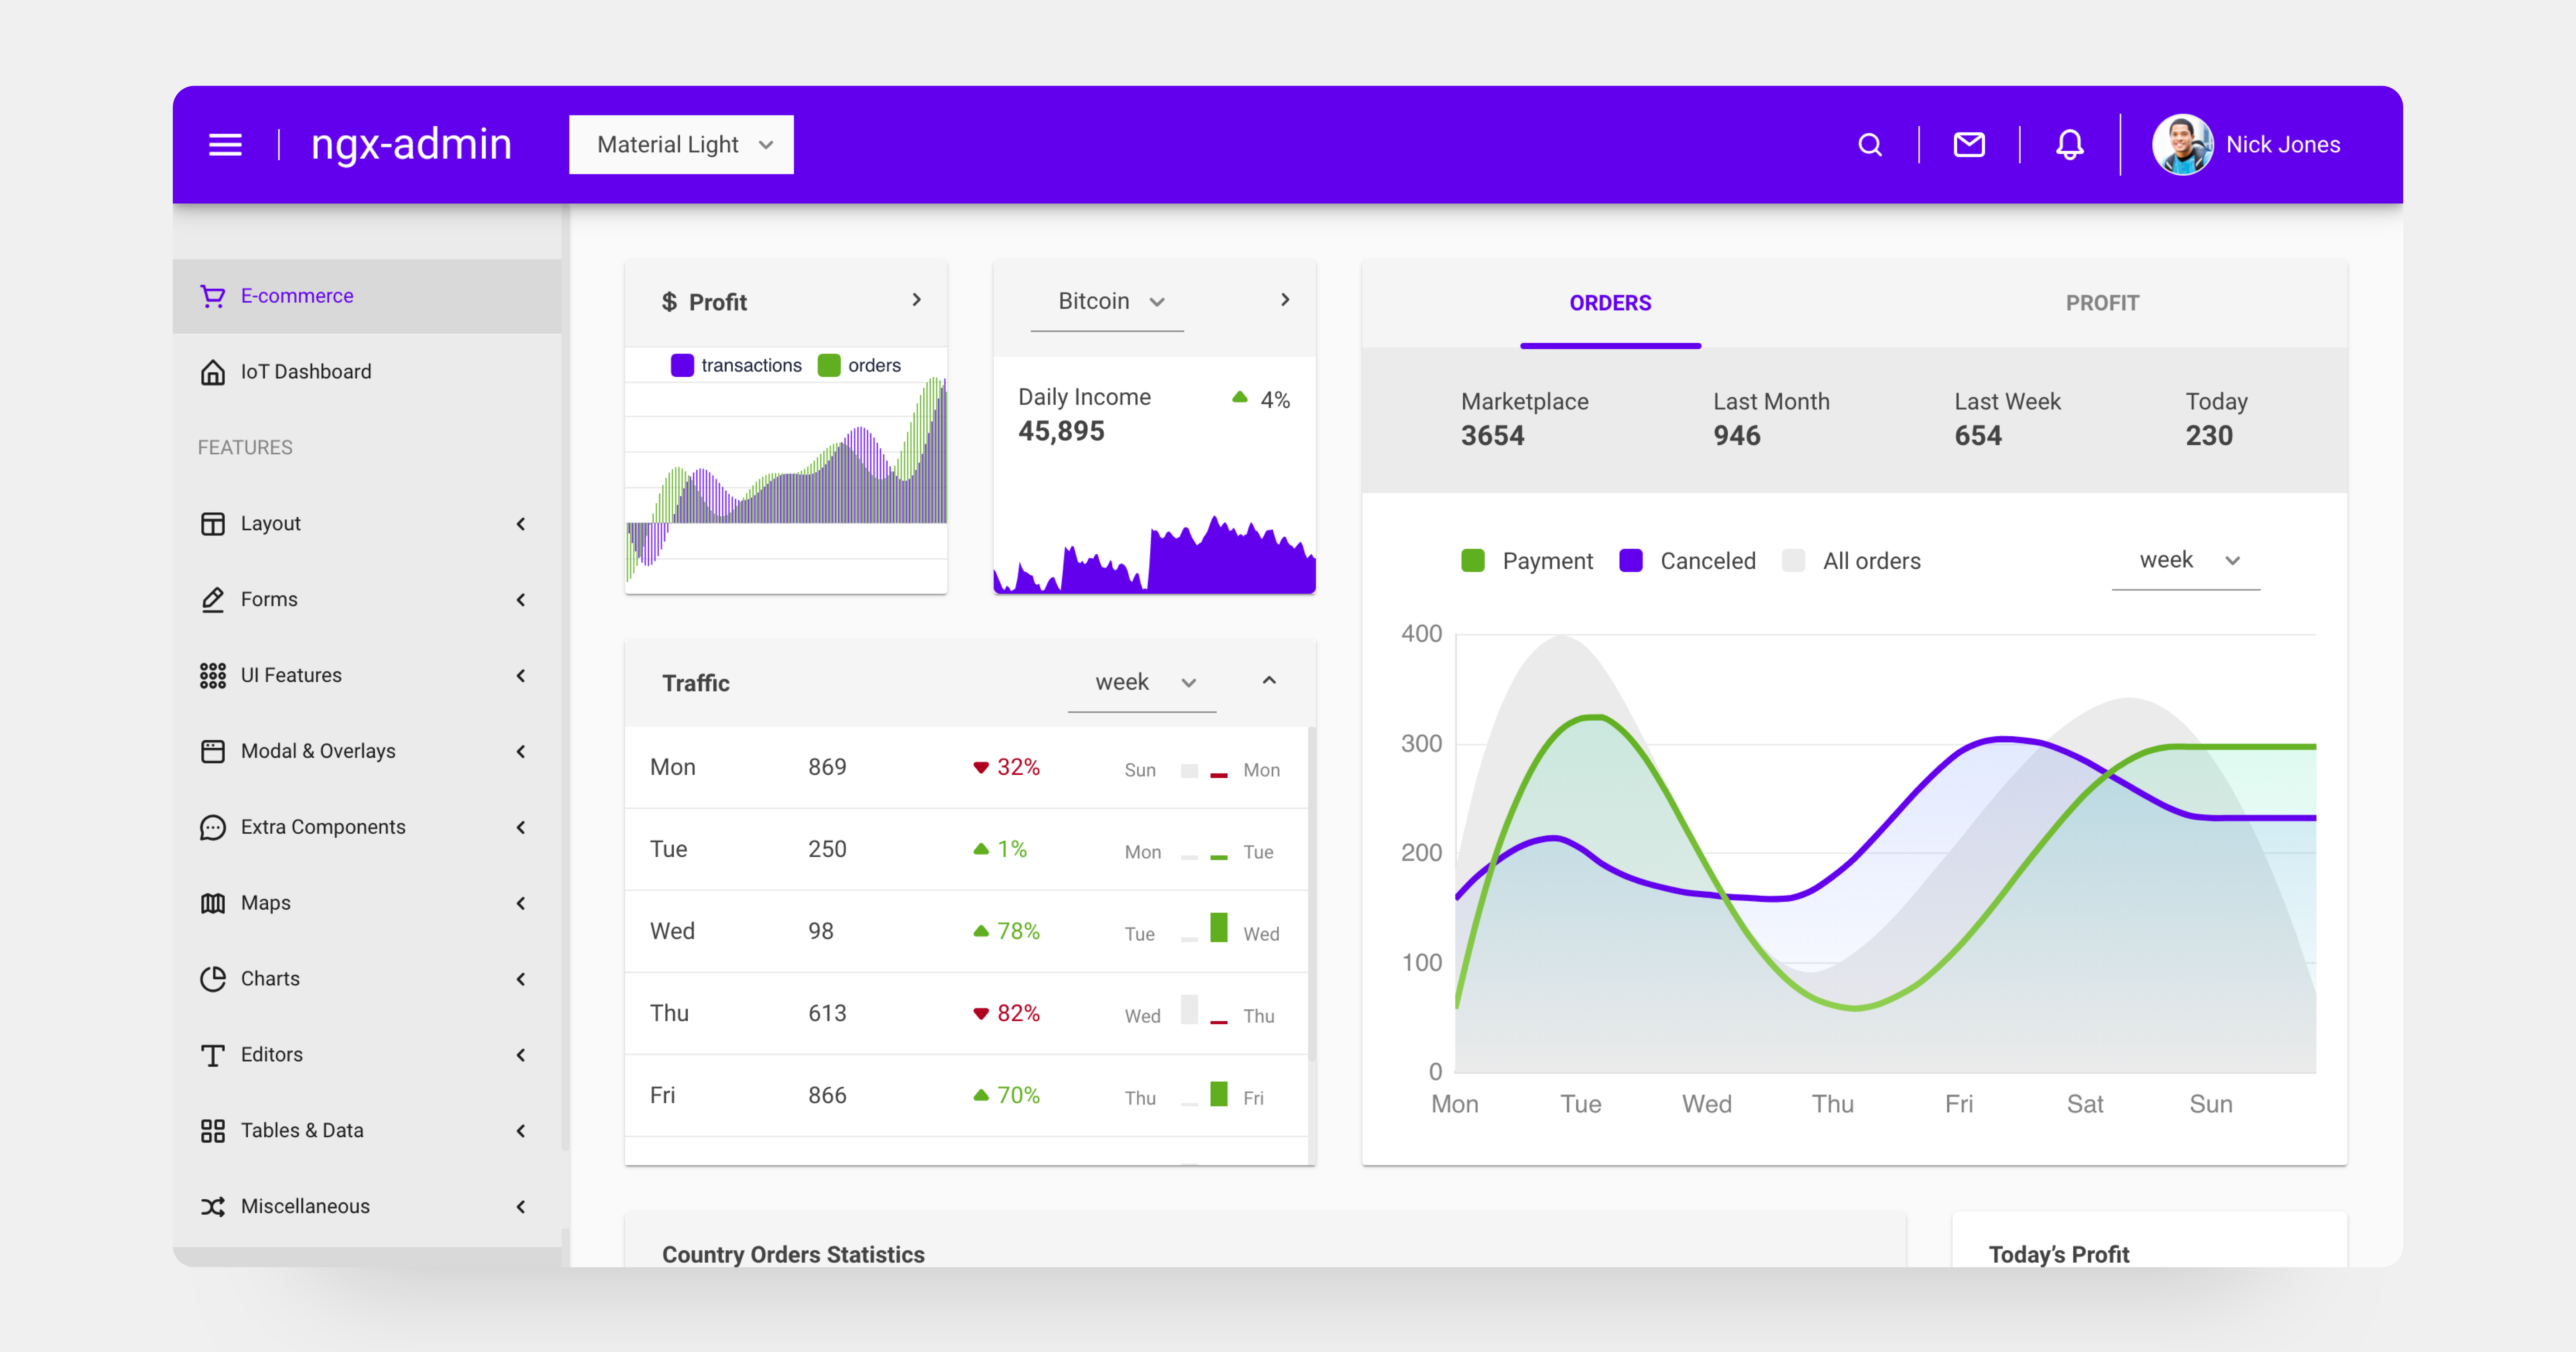 ngx-admin
Material Light
Nick Jones
E-commerce
IoT Dashboard
FEATURES
Layout
Forms
UI Features
Modal & Overlays
Extra Components
Maps
Charts
Editors
Tables & Data
Miscellaneous
$ Profit
transactions orders
Bitcoin
Daily Income 4%
45,895
Traffic week
Mon 869 32% Sun Mon
Tue 250 1% Mon Tue
Wed 98 78% Tue Wed
Thu 613 82% Wed Thu
Fri 866 70% Thu Fri
ORDERS PROFIT
Marketplace Last Month Last Week Today
3654 946 654 230
Payment Canceled All orders week
400
300
200
100
0
Mon Tue Wed Thu Fri Sat Sun
Country Orders Statistics
Today’s Profit